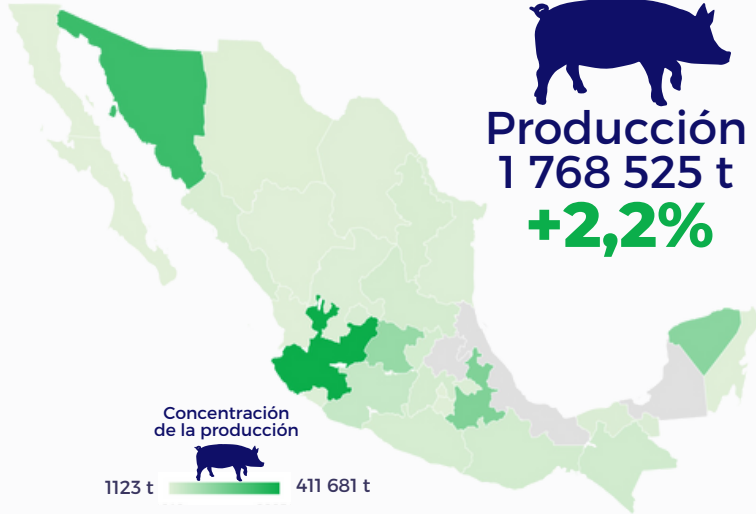 Producción
1 768 525 t
+2,2%
Concentración
de la producción
1123 t
411 681 t